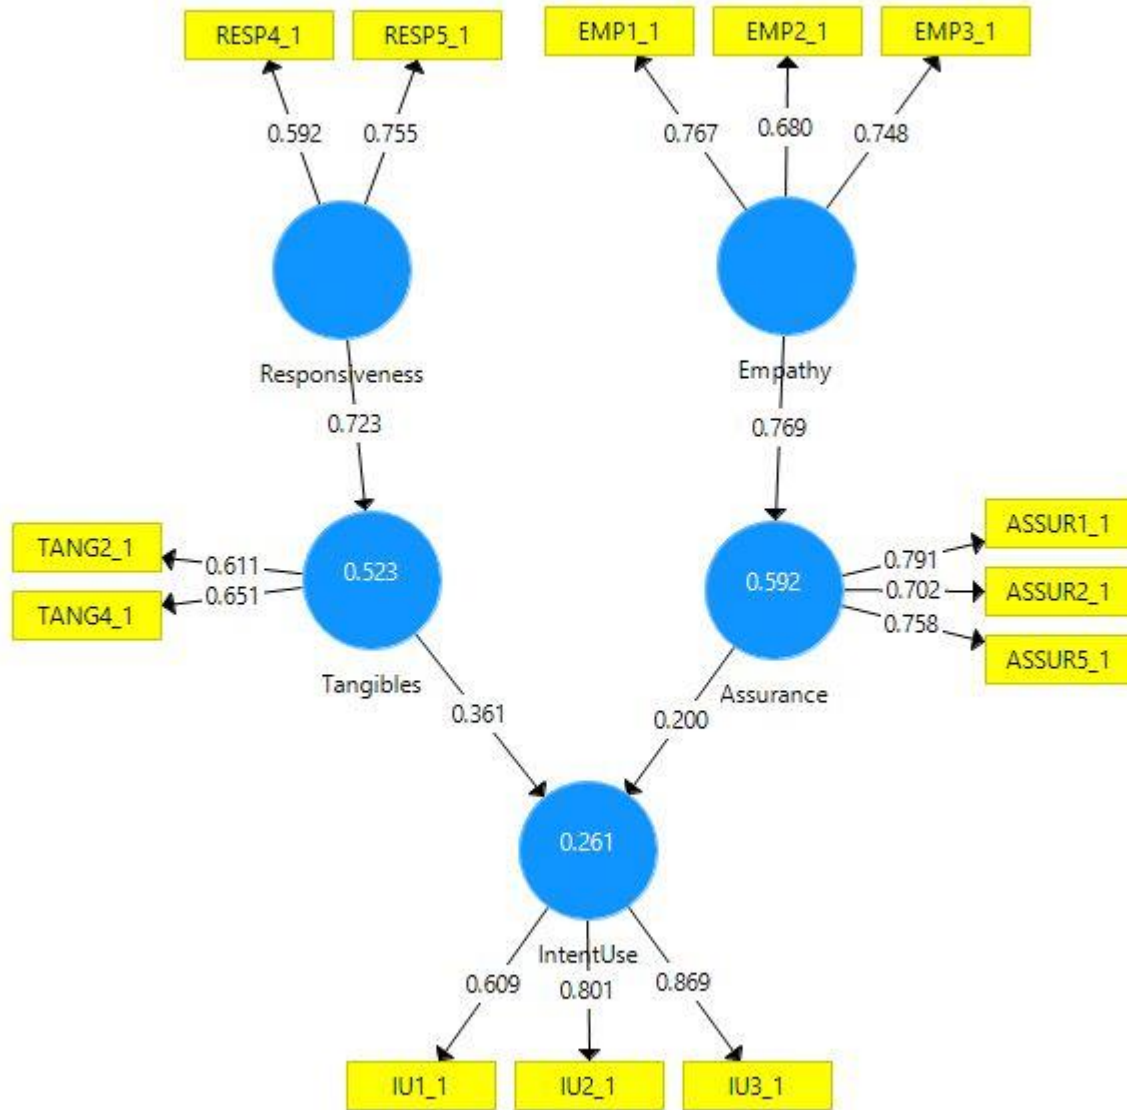 RESP4_1
RESP5_1
EMP1_1
EMP2_1
EMP3_1
0.592
0.755
0.767
0.680
0.748
Responsiveness
Empathy
0.723
0.769
TANG2_1
TANG4_1
0.611
0.651
0.523
0.592
0.791
0.702
0.758
ASSUR1_1
ASSUR2_1
ASSUR5_1
Tangibles
Assurance
0.361
0.200
0.261
IntentUse
0.609
0.801
0.869
IU1_1
IU2_1
IU3_1